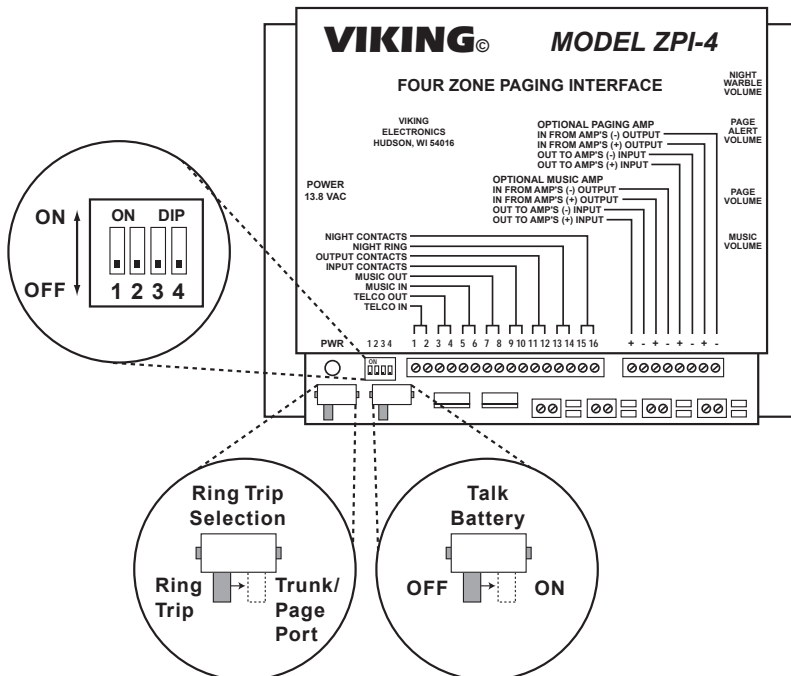 VIKING©
MODEL ZPI-4
FOUR ZONE PAGING INTERFACE
NIGHT
WARBLE
VOLUME
VIKING
ELECTRONICS
HUDSON, WI 54016
PAGE
ALERT
VOLUME
OPTIONAL PAGING AMP
IN FROM AMP'S (-) OUTPUT
IN FROM AMP'S (+) OUTPUT
OUT TO AMP'S (-) INPUT
OUT TO AMP'S (+) INPUT
POWER
13.8 VAC
OPTIONAL MUSIC AMP
IN FROM AMP'S (-) OUTPUT
IN FROM AMP'S (+) OUTPUT
OUT TO AMP'S (-) INPUT
OUT TO AMP'S (+) INPUT
PAGE
VOLUME
MUSIC
VOLUME
NIGHT CONTACTS
NIGHT RING
OUTPUT CONTACTS
INPUT CONTACTS
MUSIC OUT
MUSIC IN
TELCO OUT
TELCO IN
PWR 1 2 3 4 1 2 3 4 5 6 7 8 9 10 11 12 13 14 15 16 + - + - + - + -
ON
ON
OFF
ON DIP
1 2 3 4
Ring Trip
Selection
Ring
Trip
Trunk/
Page
Port
Talk
Battery
OFF ON